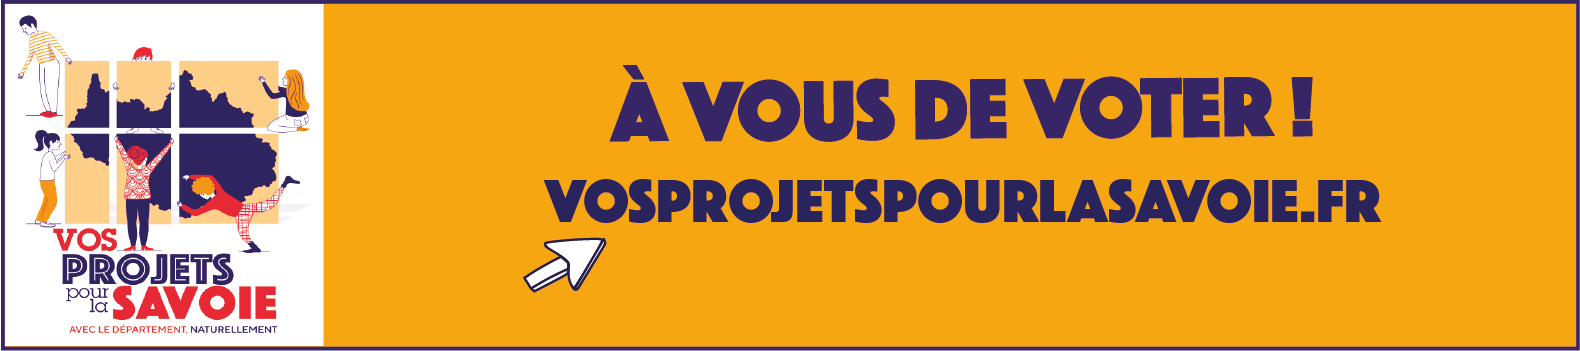 VOS
PROJETS
pour la SAVOIE
AVEC LE DÉPARTEMENT, NATURELLEMENT
À VOUS DE VOTER !
VOSPROJETSPOURLASAVOIE.FR